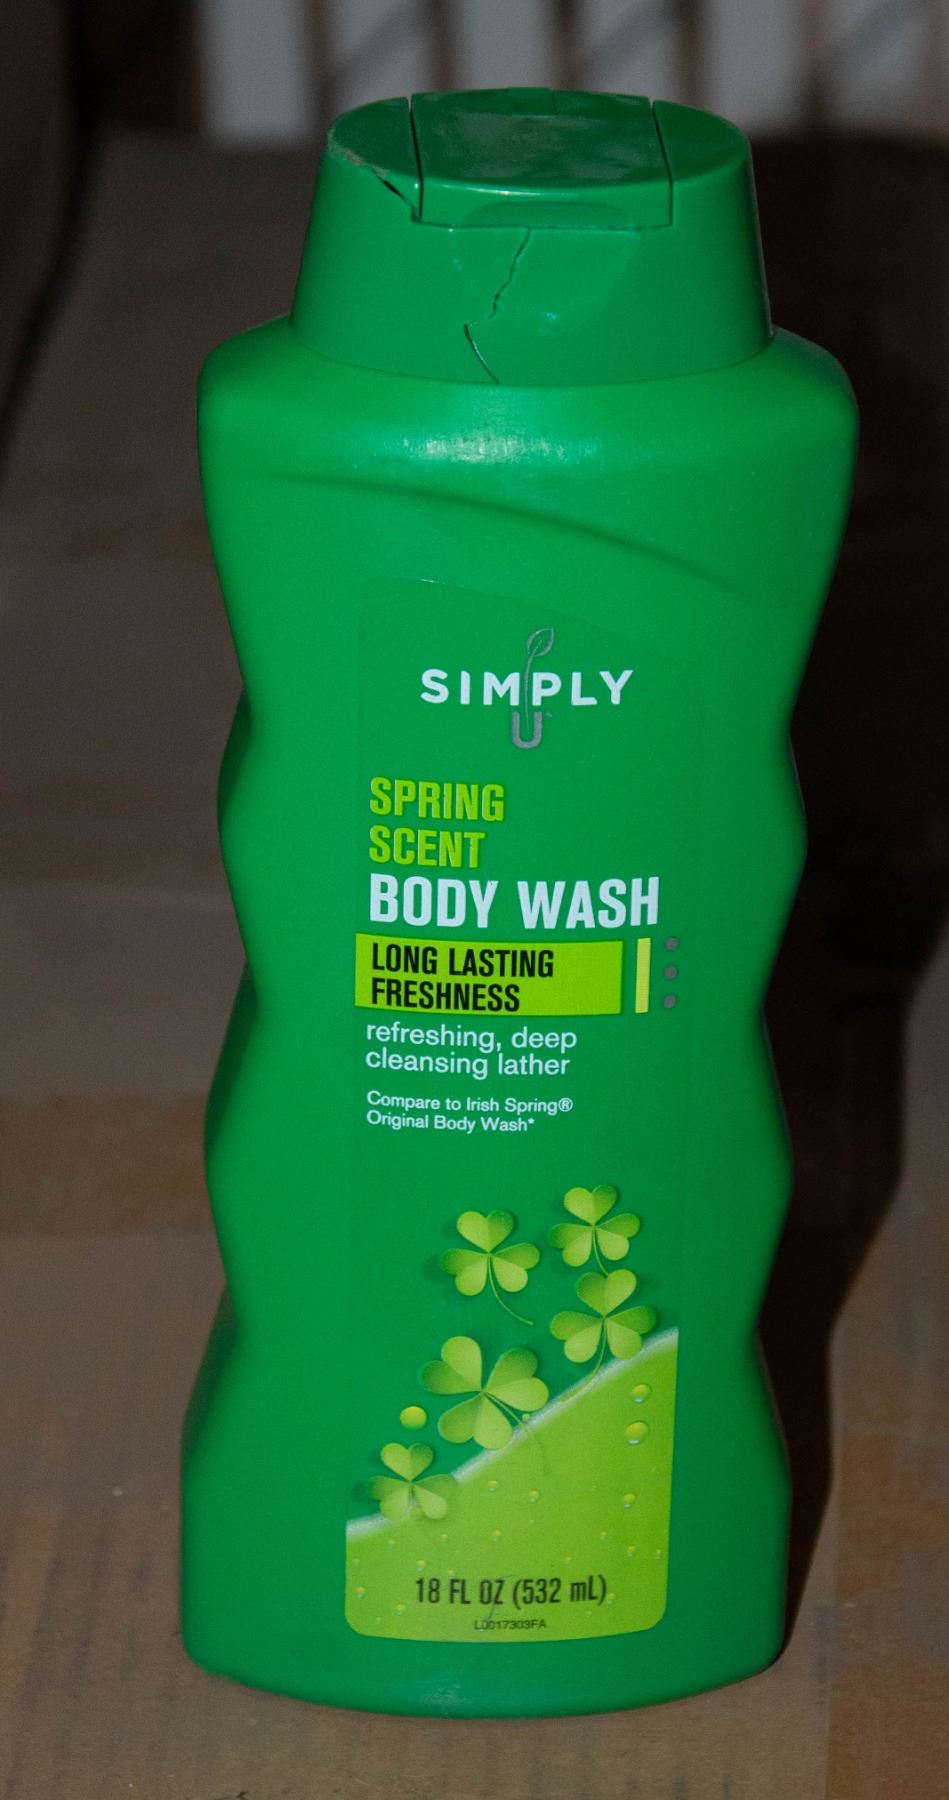 SIMPLY
U™
SPRING
SCENT
BODY WASH
LONG LASTING
FRESHNESS
refreshing, deep
cleansing lather
Compare to Irish Spring®
Original Body Wash*
18 FL OZ (532 mL)
L0017303FA